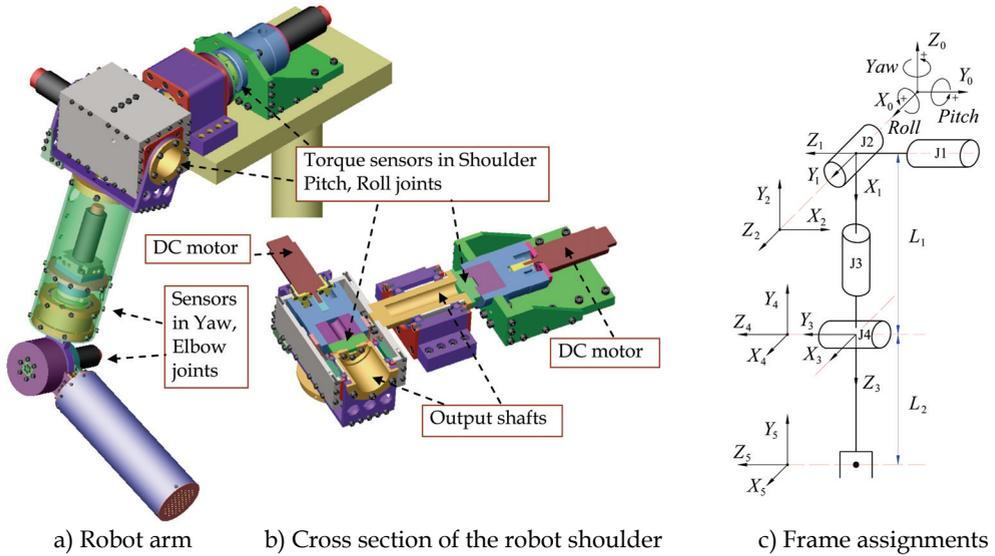 Torque sensors in Shoulder
Pitch, Roll joints
DC motor
Sensors
in Yaw,
Elbow
joints
DC motor
Output shafts
a) Robot arm
b) Cross section of the robot shoulder
Z0
Yaw
+
Y0
X0
+
+
Roll
Pitch
Z1
J2
J1
Y1
X1
Y2
X2
Z2
L1
J3
Y4
Z4
Y3
J4
X4
X3
Z3
L2
Y5
Z5
X5
c) Frame assignments